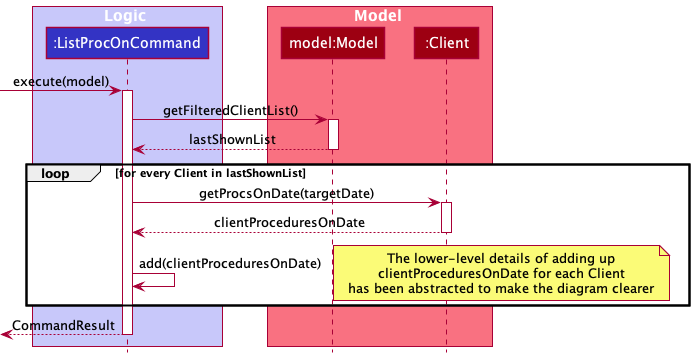 Logic
Model
:ListProcOnCommand
model:Model
:Client
execute(model)
getFilteredClientList()
lastShownList
loop
[for every Client in lastShownList]
getProcsOnDate(targetDate)
clientProceduresOnDate
add(clientProceduresOnDate)
The lower-level details of adding up
clientProceduresOnDate for each Client
has been abstracted to make the diagram clearer
CommandResult